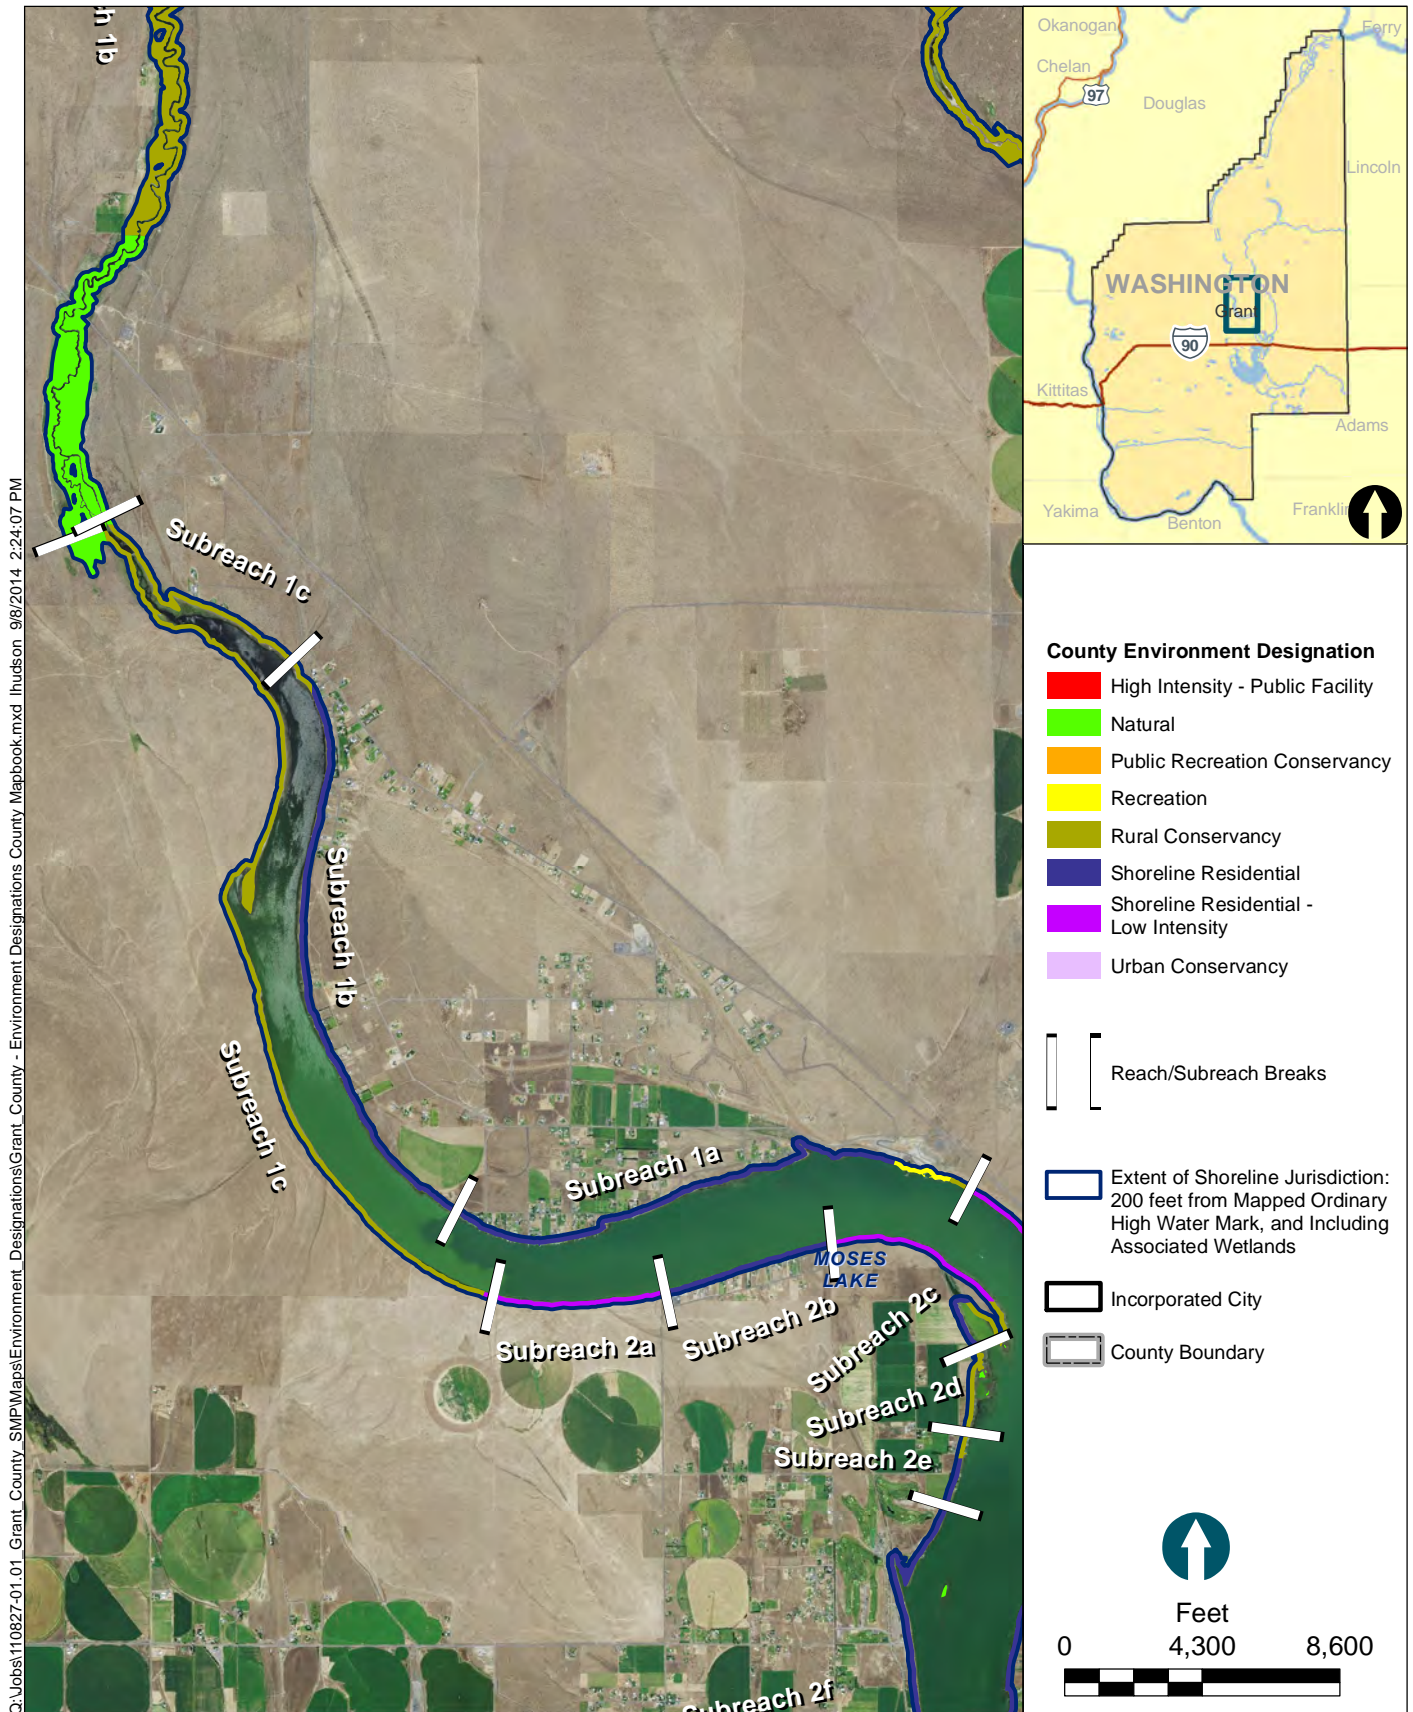 Q:\Jobs\110827-01.01_Grant_County_SMP\Maps\Environment_Designations\Grant_County - Environment Designations County Mapbook.mxd lhudson 9/8/2014 2:24:07 PM
ch 1b
Subreach 1c
Subreach 1b
Subreach 1c
Subreach 1a
MOSES
LAKE
Subreach 2a
Subreach 2b
Subreach 2c
Subreach 2d
Subreach 2e
Subreach 2f
Okanogan
Ferry
Chelan
97
Douglas
Lincoln
WASHINGTON
Grant
90
Kittitas
Adams
Yakima
Benton
Franklin
County Environment Designation
High Intensity - Public Facility
Natural
Public Recreation Conservancy
Recreation
Rural Conservancy
Shoreline Residential
Shoreline Residential -
Low Intensity
Urban Conservancy
Reach/Subreach Breaks
Extent of Shoreline Jurisdiction:
200 feet from Mapped Ordinary
High Water Mark, and Including
Associated Wetlands
Incorporated City
County Boundary
Feet
0 4,300 8,600